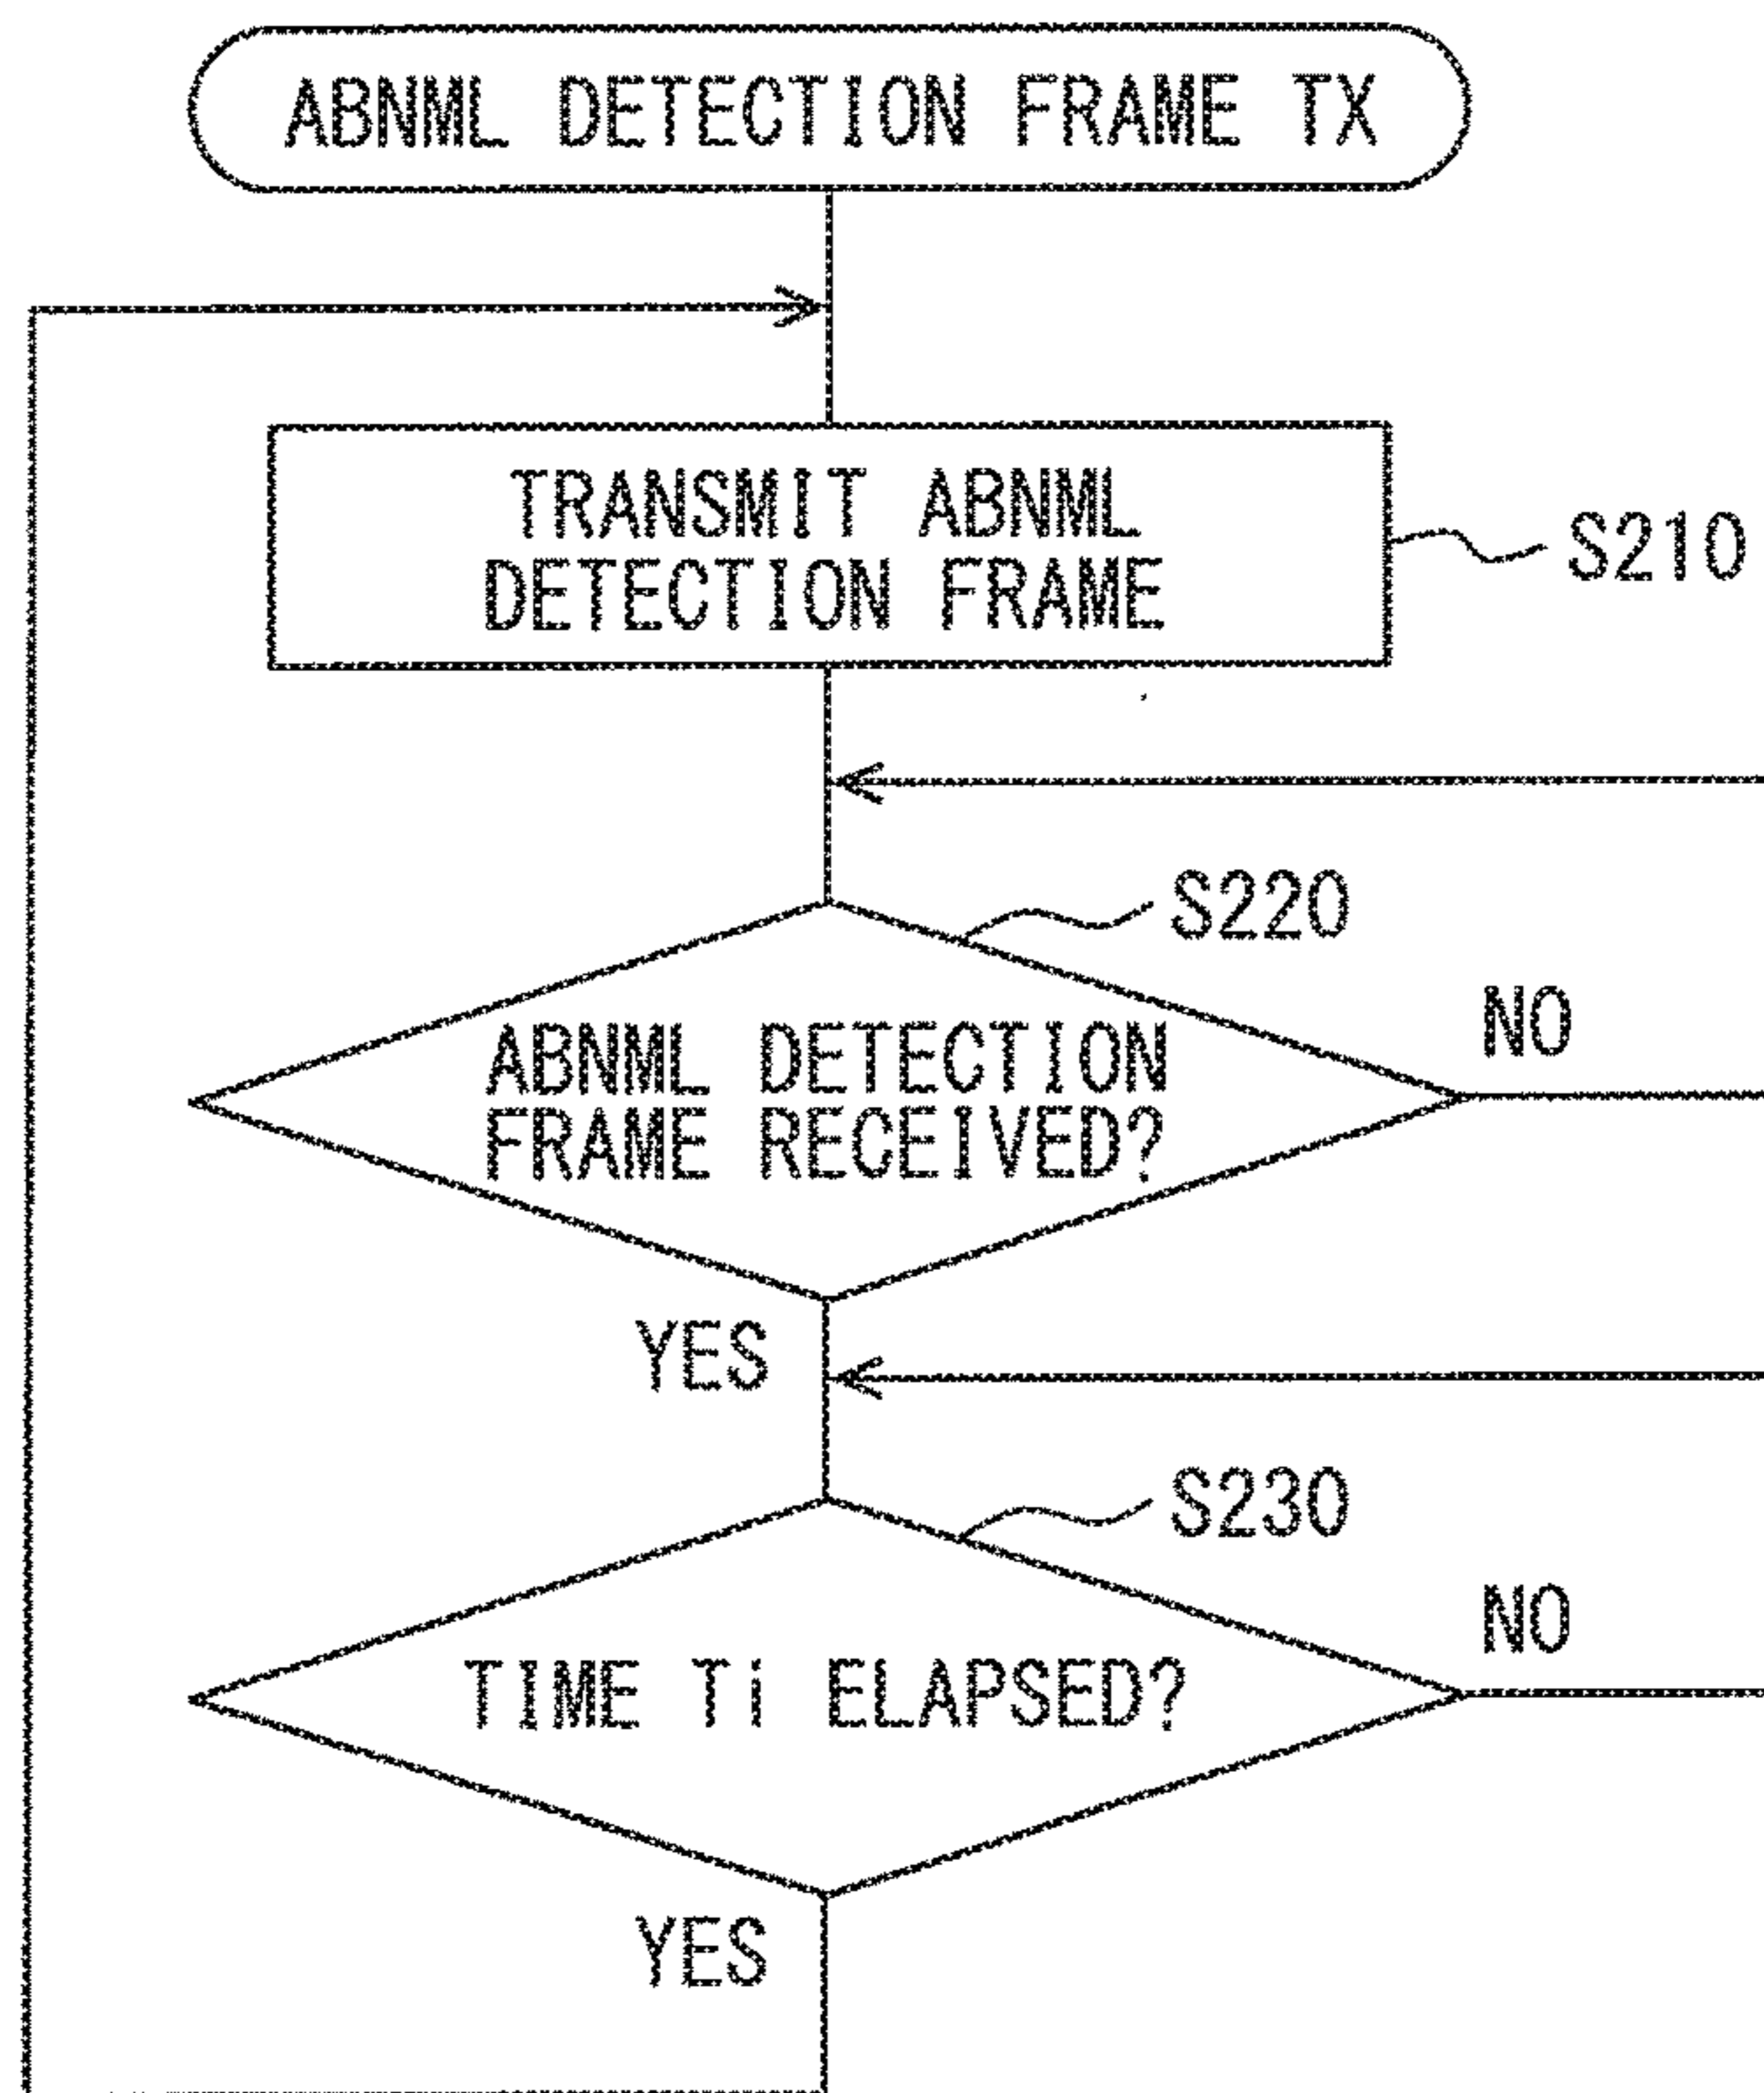 ABNML DETECTION FRAME TX
TRANSMIT ABNML
DETECTION FRAME
S210
S220
ABNML DETECTION
FRAME RECEIVED?
NO
YES
S230
TIME Ti ELAPSED?
NO
YES